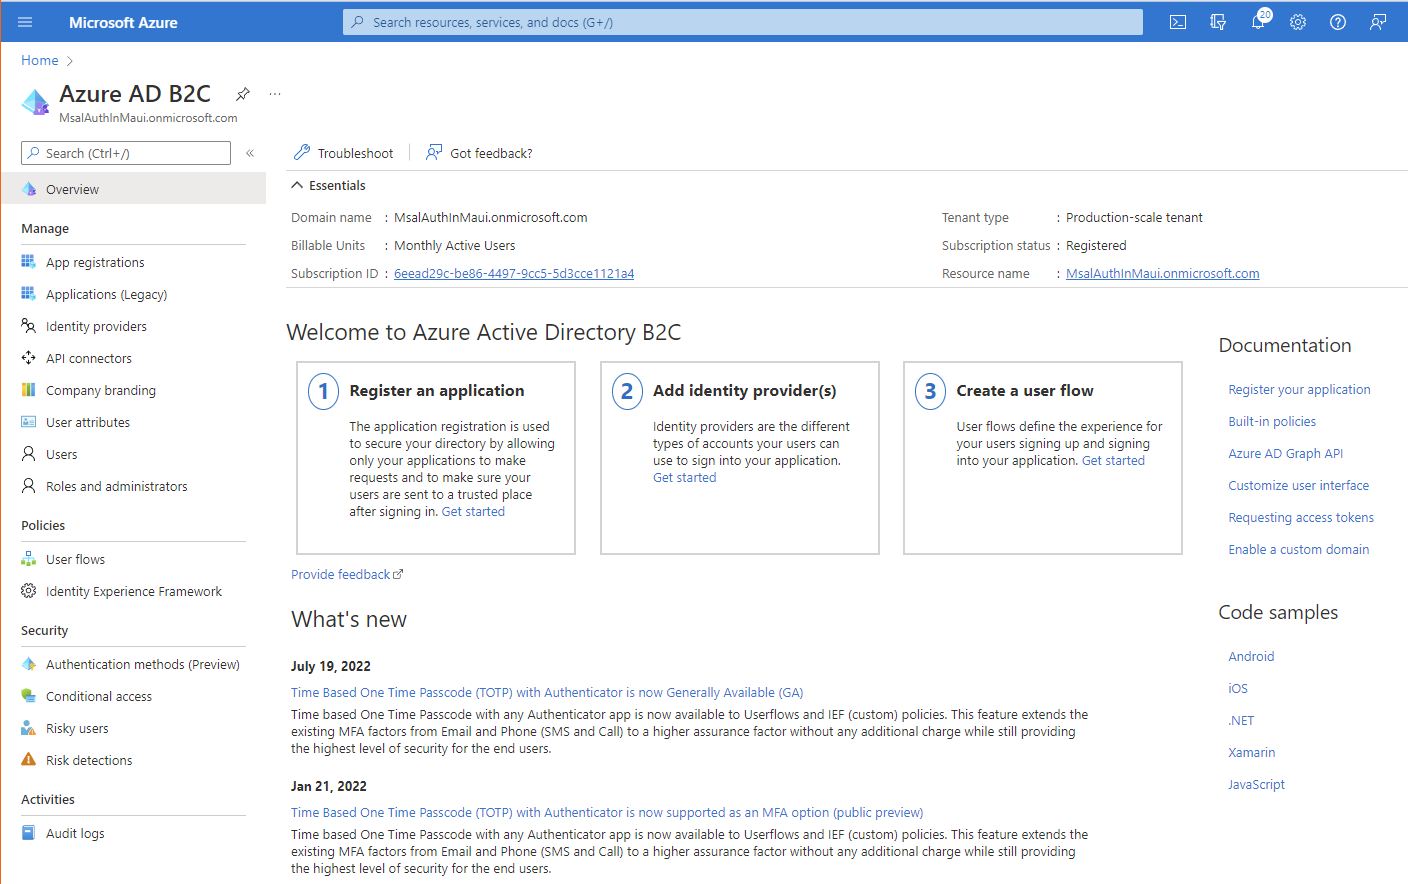 Microsoft Azure
Search resources, services, and docs (G+/)
20
Home
Azure AD B2C
...
MsalAuthInMaui.onmicrosoft.com
Search (Ctrl+/)
«
Overview
Manage
App registrations
Applications (Legacy)
Identity providers
API connectors
Company branding
User attributes
Users
Roles and administrators
Policies
User flows
Identity Experience Framework
Security
Authentication methods (Preview)
Conditional access
Risky users
Risk detections
Activities
Audit logs
Troubleshoot
Got feedback?
Essentials
Domain name : MsalAuthInMaui.onmicrosoft.com
Billable Units : Monthly Active Users
Subscription ID : 6eead29c-be86-4497-9cc5-5d3cce1121a4
Tenant type : Production-scale tenant
Subscription status : Registered
Resource name : MsalAuthInMaui.onmicrosoft.com
Welcome to Azure Active Directory B2C
1 Register an application
The application registration is used
to secure your directory by allowing
only your applications to make
requests and to make sure your
users are sent to a trusted place
after signing in. Get started
2 Add identity provider(s)
Identity providers are the different
types of accounts your users can
use to sign into your application.
Get started
3 Create a user flow
User flows define the experience for
your users signing up and signing
into your application. Get started
Provide feedback
What's new
July 19, 2022
Time Based One Time Passcode (TOTP) with Authenticator is now Generally Available (GA)
Time based One Time Passcode with any Authenticator app is now available to Userflows and IEF (custom) policies. This feature extends the
existing MFA factors from Email and Phone (SMS and Call) to a higher assurance factor without any additional charge while still providing
the highest level of security for the end users.
Jan 21, 2022
Time Based One Time Passcode (TOTP) with Authenticator is now supported as an MFA option (public preview)
Time based One Time Passcode with any Authenticator app is now available to Userflows and IEF (custom) policies. This feature extends the
existing MFA factors from Email and Phone (SMS and Call) to a higher assurance factor without any additional charge while still providing
the highest level of security for the end users.
Documentation
Register your application
Built-in policies
Azure AD Graph API
Customize user interface
Requesting access tokens
Enable a custom domain
Code samples
Android
iOS
.NET
Xamarin
JavaScript